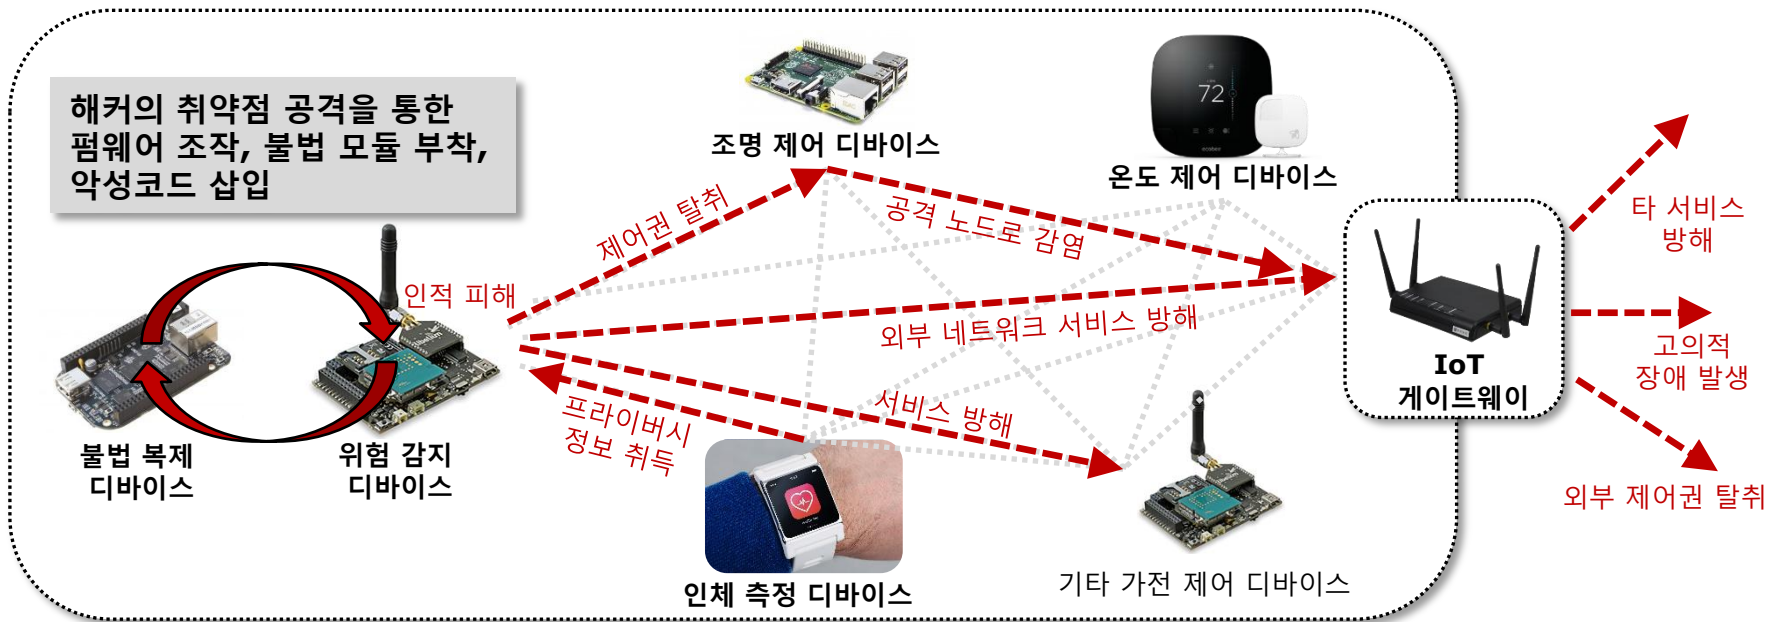 해커의 취약점 공격을 통한
펌웨어 조작, 불법 모듈 부착,
악성코드 삽입
조명 제어 디바이스
72
ecobee
온도 제어 디바이스
제어권 탈취
공격 노드로 감염
타 서비스
방해
인적 피해
외부 네트워크 서비스 방해
IoT
게이트웨이
고의적
장애 발생
서비스 방해
프라이버시
정보 취득
불법 복제
디바이스
위험 감지
디바이스
외부 제어권 탈취
인체 측정 디바이스
기타 가전 제어 디바이스